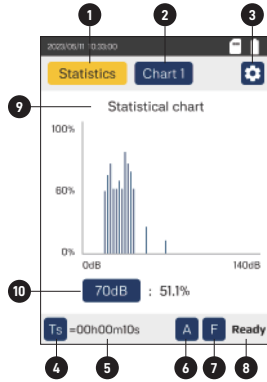 1 2 3
2023/05/11 10:33:00
Statistics Chart 1
9 Statistical chart
100%
60%
0%
0dB 140dB
10 70dB : 51.1%
Ts =00h00m10s A F Ready
4 5 6 7 8